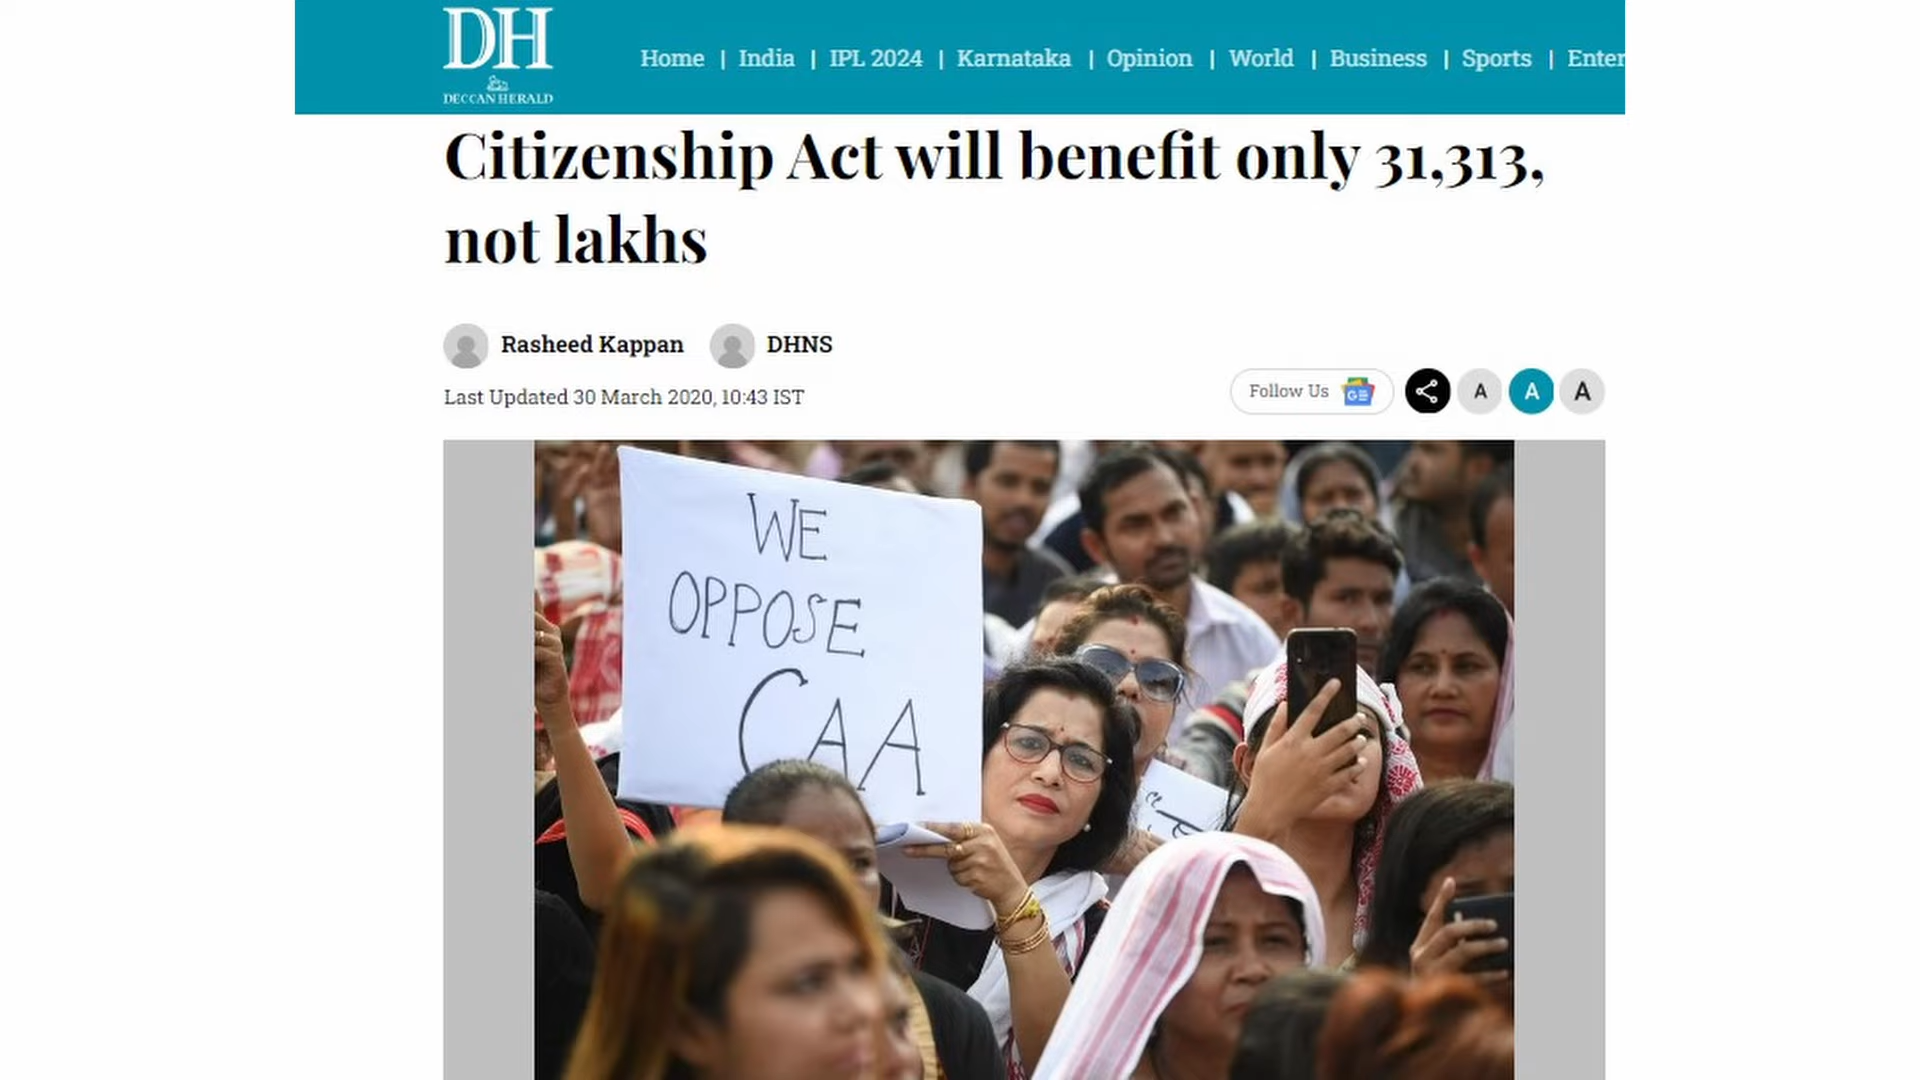 DH
DECCAN HERALD
Home | India | IPL 2024 | Karnataka | Opinion | World | Business | Sports | Enter
Citizenship Act will benefit only 31,313,
not lakhs
Rasheed Kappan DHNS
Last Updated 30 March 2020, 10:43 IST
Follow Us GE A A A
WE
OPPOSE
CAA